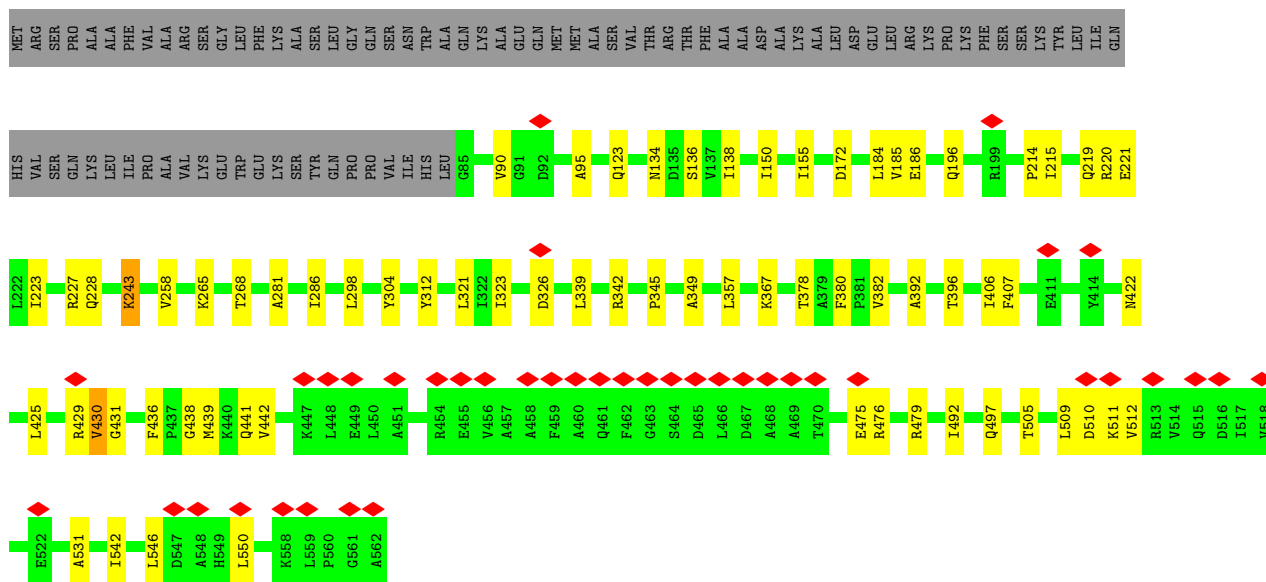 MET ARG SER PRO ALA ALA PHE VAL ALA ARG SER GLY LEU PHE LYS ALA SER LEU GLY GLN SER ASN TRP ALA GLN LYS ALA GLU GLN MET MET ALA SER VAL THR ARG THR PHE ALA ALA ASP ALA LYS ALA LEU ASP GLU LEU ARG LYS PRO LYS PHE SER SER LYS TYR LEU ILE GLN
HIS VAL SER GLN LYS LEU ILE PRO ALA VAL LYS GLU TRP GLU LYS SER TYR GLN PRO PRO VAL ILE HIS LEU G85 V90 G91 D92 A95 Q123 N134 D135 S136 V137 I138 I150 I155 D172 L184 V185 E186 Q196 R199 P214 I215 Q219 R220 E221
L222 I223 R227 Q228 K243 V258 K265 T268 A281 I286 L298 Y304 Y312 L321 I322 I323 D326 L339 R342 P345 A349 L357 K367 T378 A379 F380 P381 V382 A392 T396 I406 F407 E411 Y414 N422
L425 R429 V430 G431 F436 P437 G438 M439 K440 Q441 V442 K447 L448 E449 L450 A451 R454 E455 V456 A457 A458 F459 A460 Q461 F462 G463 S464 D465 L466 D467 A468 A469 T470 E475 R476 R479 I492 Q497 T505 L509 D510 K511 V512 R513 V514 Q515 D516 I517 V518
E522 A531 I542 L546 D547 A548 H549 L550 K558 L559 P560 G561 A562